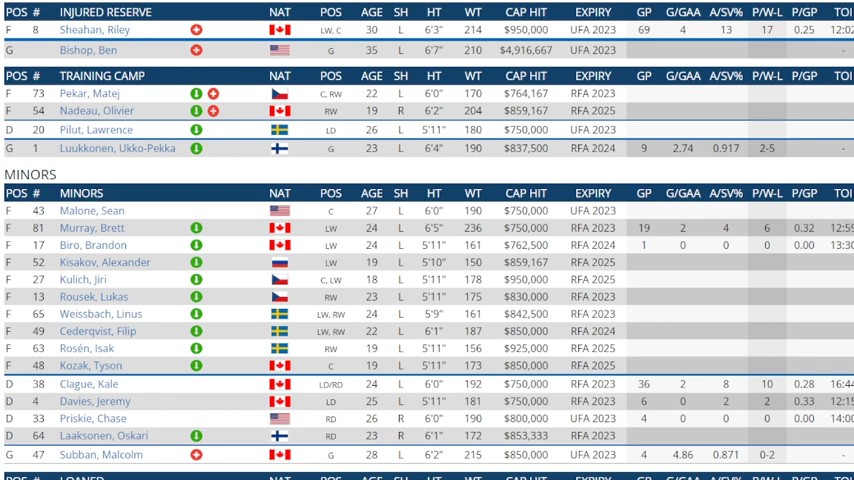 POS # INJURED RESERVE NAT POS AGE SH HT WT CAP HIT EXPIRY GP G/GAA A/SV% P/W-L P/GP TOI
F 8 Sheahan, Riley LW, C 30 L 6'3" 214 $950,000 UFA 2023 69 4 13 17 0.25 12:02
G Bishop, Ben G 35 L 6'7" 210 $4,916,667 UFA 2023 -
POS # TRAINING CAMP NAT POS AGE SH HT WT CAP HIT EXPIRY GP G/GAA A/SV% P/W-L P/GP TOI
F 73 Pekar, Matej C, RW 22 L 6'0" 170 $764,167 RFA 2023
F 54 Nadeau, Olivier RW 19 R 6'2" 204 $859,167 RFA 2025
D 20 Pilut, Lawrence LD 26 L 5'11" 180 $750,000 UFA 2023
G 1 Luukkonen, Ukko-Pekka G 23 L 6'4" 190 $837,500 RFA 2024 9 2.74 0.917 2-5 -
MINORS
POS # MINORS NAT POS AGE SH HT WT CAP HIT EXPIRY GP G/GAA A/SV% P/W-L P/GP TOI
F 43 Malone, Sean C 27 L 6'0" 190 $750,000 UFA 2023
F 81 Murray, Brett LW 24 L 6'5" 236 $750,000 RFA 2023 19 2 4 6 0.32 12:59
F 17 Biro, Brandon LW 24 L 5'11" 161 $762,500 RFA 2023 1 0 0 0 0.00 13:30
F 52 Kisakov, Alexander LW 19 L 5'10" 150 $859,167 RFA 2025
F 27 Kulich, Jiri C, LW 18 L 5'11" 178 $950,000 RFA 2025
F 13 Rousek, Lukas RW 23 L 5'11" 175 $830,000 RFA 2023
F 65 Weissbach, Linus LW, RW 24 L 5'9" 161 $842,500 RFA 2023
F 49 Cederqvist, Filip LW, RW 22 L 6'1" 187 $850,000 RFA 2024
F 63 Rosén, Isak RW 19 L 5'11" 156 $925,000 RFA 2025
F 48 Kozak, Tyson C 19 L 5'11" 173 $850,000 RFA 2025
D 38 Clague, Kale LD/RD 24 L 6'0" 192 $750,000 RFA 2023 36 2 8 10 0.28 16:44
D 4 Davies, Jeremy LD 25 L 5'11" 181 $750,000 RFA 2023 6 0 2 2 0.33 12:15
D 33 Priskie, Chase RD 26 R 6'0" 190 $800,000 UFA 2023 4 0 0 0 0.00 14:00
D 64 Laaksonen, Oskari RD 23 R 6'1" 172 $853,333 RFA 2023
G 47 Subban, Malcolm G 28 L 6'2" 215 $850,000 UFA 2023 4 4.86 0.871 0-2 -
POS # LOANED NAT POS AGE SH HT WT CAP HIT EXPIRY GP G/GAA A/SV% P/W-L P/GP TOI